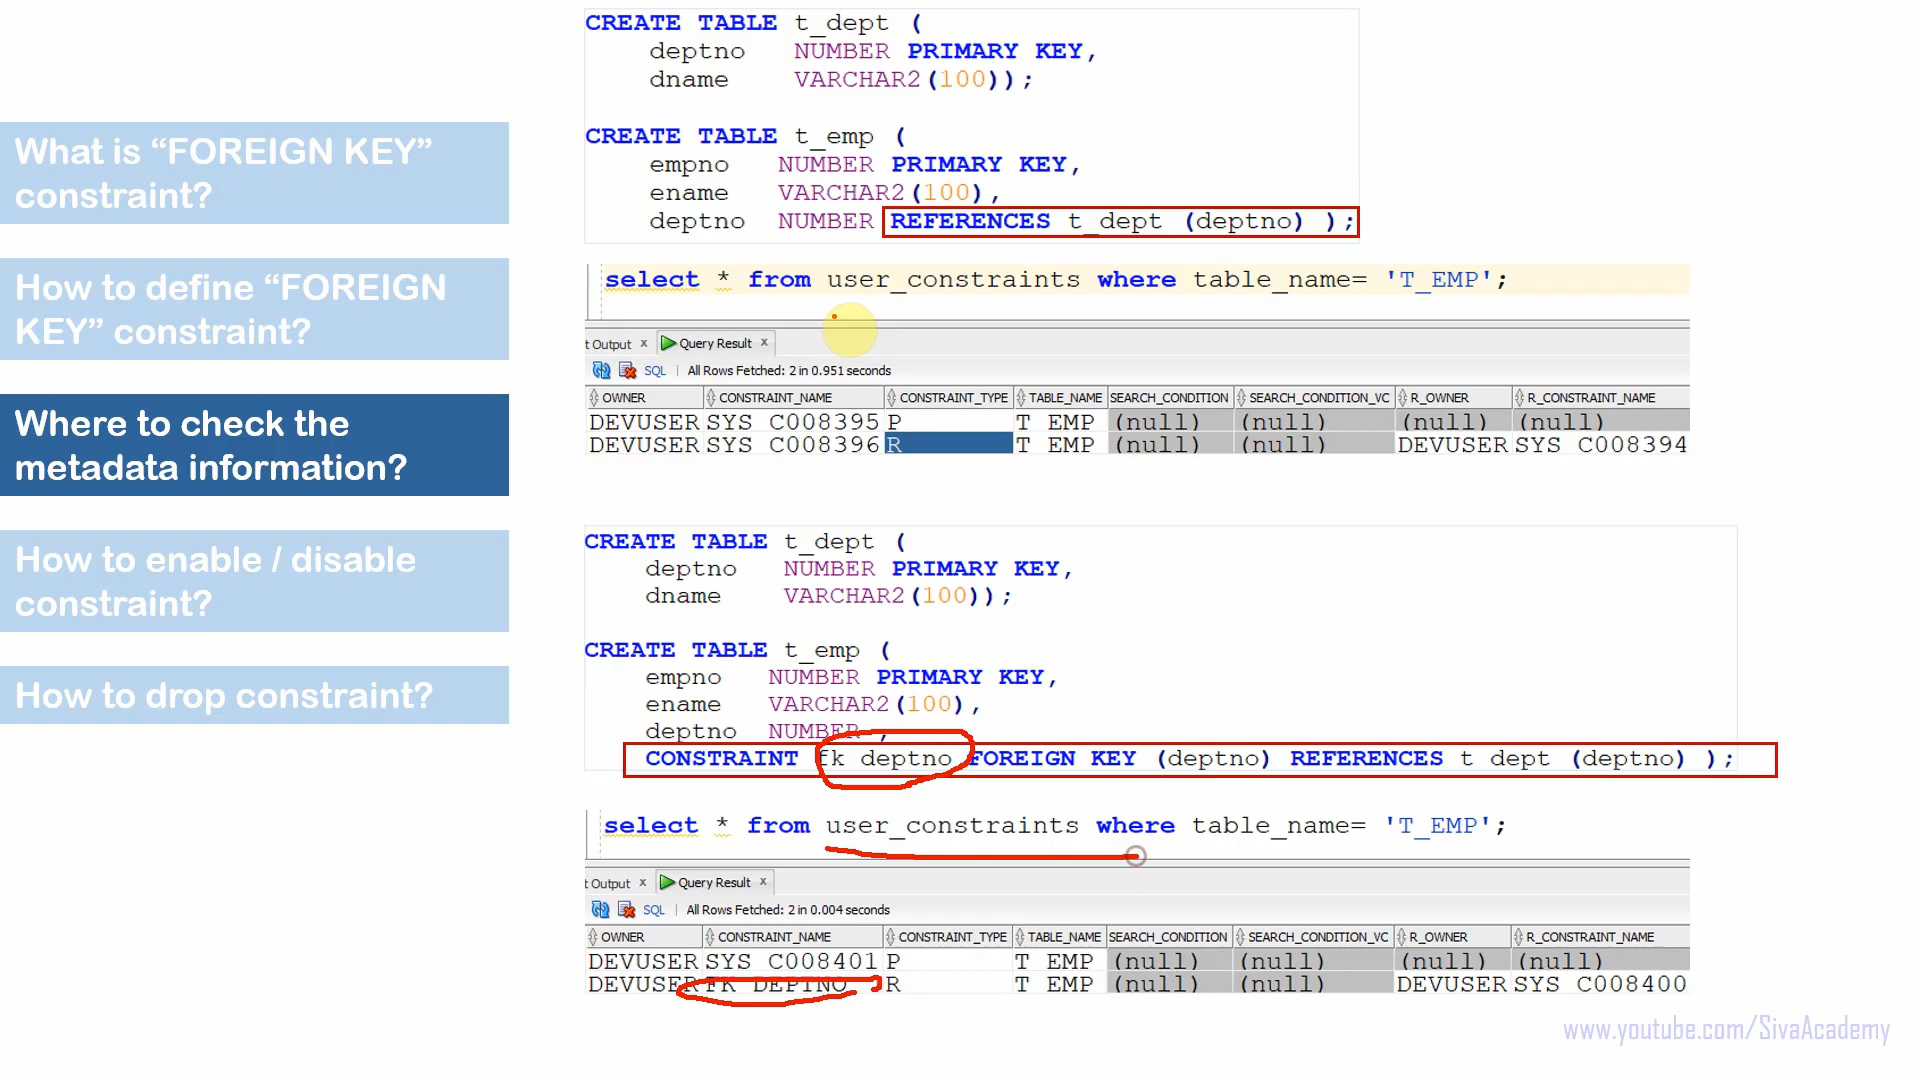 What is “FOREIGN KEY”
constraint?
How to define “FOREIGN
KEY” constraint?
Where to check the
metadata information?
How to enable / disable
constraint?
How to drop constraint?
CREATE TABLE t_dept (
deptno NUMBER PRIMARY KEY,
dname VARCHAR2(100));
CREATE TABLE t_emp (
empno NUMBER PRIMARY KEY,
ename VARCHAR2(100),
deptno NUMBER REFERENCES t_dept (deptno) );
select * from user_constraints where table_name= 'T_EMP';
t Output x Query Result x
SQL | All Rows Fetched: 2 in 0.951 seconds
OWNER CONSTRAINT_NAME CONSTRAINT_TYPE TABLE_NAME SEARCH_CONDITION SEARCH_CONDITION_VC R_OWNER R_CONSTRAINT_NAME
DEVUSER SYS_C008395 P T_EMP (null) (null) (null) (null)
DEVUSER SYS_C008396 R T_EMP (null) (null) DEVUSER SYS_C008394
CREATE TABLE t_dept (
deptno NUMBER PRIMARY KEY,
dname VARCHAR2(100));
CREATE TABLE t_emp (
empno NUMBER PRIMARY KEY,
ename VARCHAR2(100),
deptno NUMBER ,
CONSTRAINT fk_deptno FOREIGN KEY (deptno) REFERENCES t_dept (deptno) );
select * from user_constraints where table_name= 'T_EMP';
t Output x Query Result x
SQL | All Rows Fetched: 2 in 0.004 seconds
OWNER CONSTRAINT_NAME CONSTRAINT_TYPE TABLE_NAME SEARCH_CONDITION SEARCH_CONDITION_VC R_OWNER R_CONSTRAINT_NAME
DEVUSER SYS_C008401 P T_EMP (null) (null) (null) (null)
DEVUSER FK_DEPTNO R T_EMP (null) (null) DEVUSER SYS_C008400
www.youtube.com/SivaAcademy